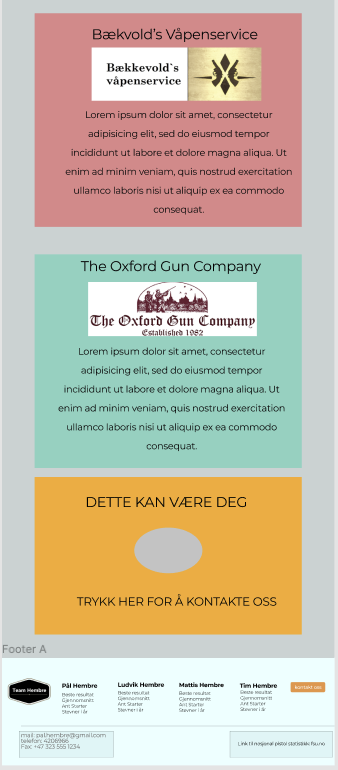 Bækvold's Våpenservice
Bækkevold`s
våpenservice
Lorem ipsum dolor sit amet, consectetur
adipisicing elit, sed do eiusmod tempor
incididunt ut labore et dolore magna aliqua. Ut
enim ad minim veniam, quis nostrud exercitation
ullamco laboris nisi ut aliquip ex ea commodo
consequat.
The Oxford Gun Company
The Oxford Gun Company
Established 1982
Lorem ipsum dolor sit amet, consectetur
adipisicing elit, sed do eiusmod tempor
incididunt ut labore et dolore magna aliqua. Ut
enim ad minim veniam, quis nostrud exercitation
ullamco laboris nisi ut aliquip ex ea commodo
consequat.
DETTE KAN VÆRE DEG
TRYKK HER FOR Å KONTAKTE OSS
Footer A
Team Hembre
Pål Hembre
Beste resultat
Gjennomsnitt
Ant Starter
Stevner i år
Ludvik Hembre
Beste resultat
Gjennomsnitt
Ant Starter
Stevner i år
Mattis Hembre
Beste resultat
Gjennomsnitt
Ant Starter
Stevner i år
Tim Hembre
Beste resultat
Gjennomsnitt
Ant Starter
Stevner i år
kontakt oss
mail: pal.hembre@gmail.com
telefon: 4206966
Fax: +47 323 555 1234
Link til nasjonal pistol statistikk: fsu.no